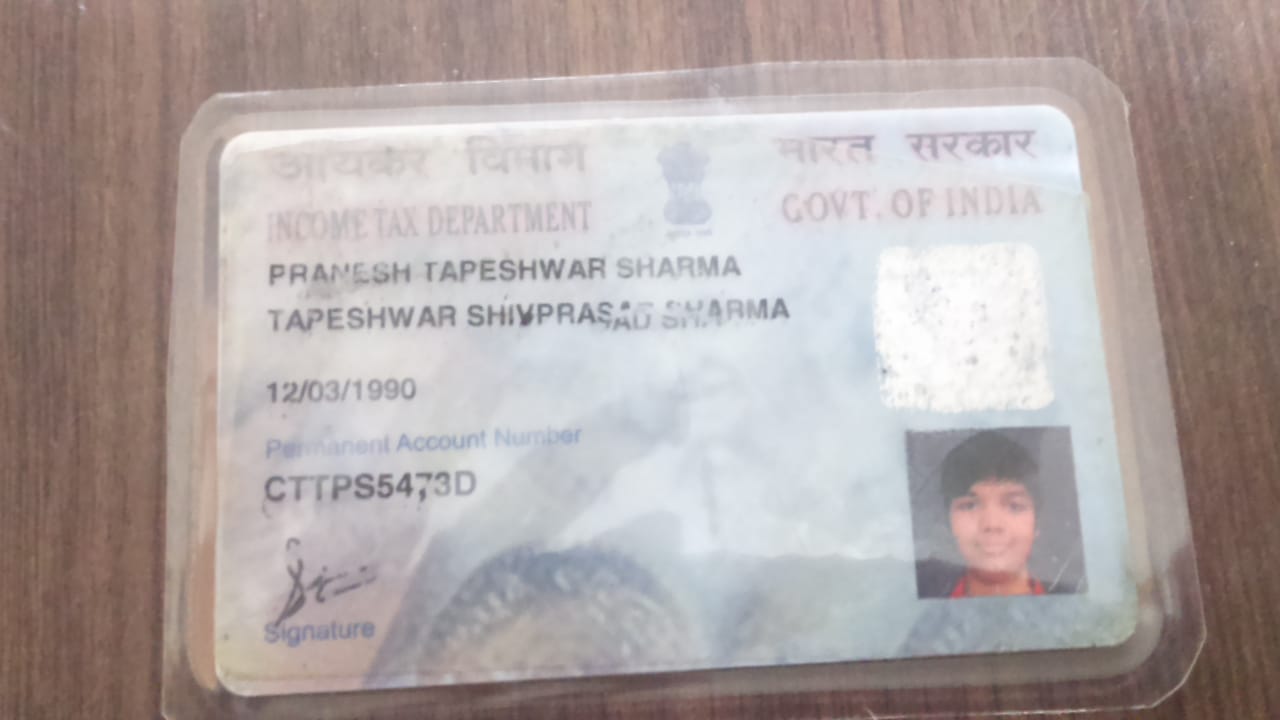 आयकर विभाग
भारत सरकार
INCOME TAX DEPARTMENT
GOVT. OF INDIA
PRANESH TAPESHWAR SHARMA
TAPESHWAR SHIVPRASAD SHARMA
12/03/1990
Permanent Account Number
CTTPS5473D
Signature